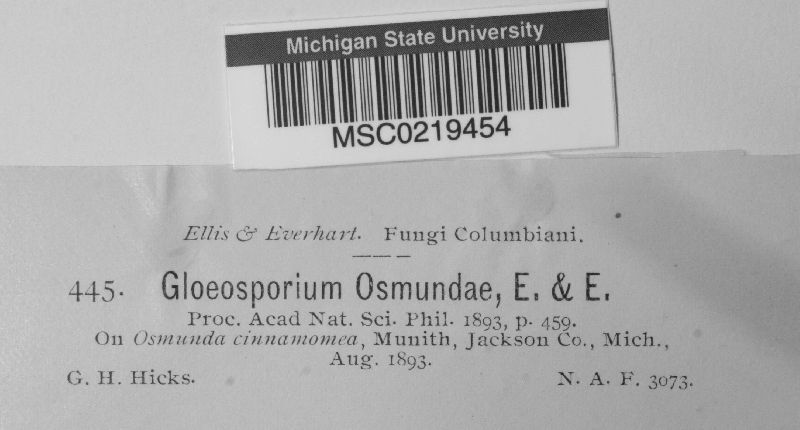 Michigan State University
MSC0219454
Ellis & Everhart. Fungi Columbiani.
445. Gloeosporium Osmundae, E. & E.
Proc. Acad Nat. Sci. Phil. 1893, p. 459.
On Osmunda cinnamomea, Munith, Jackson Co., Mich.,
Aug. 1893.
G. H. Hicks. N. A. F. 3073.